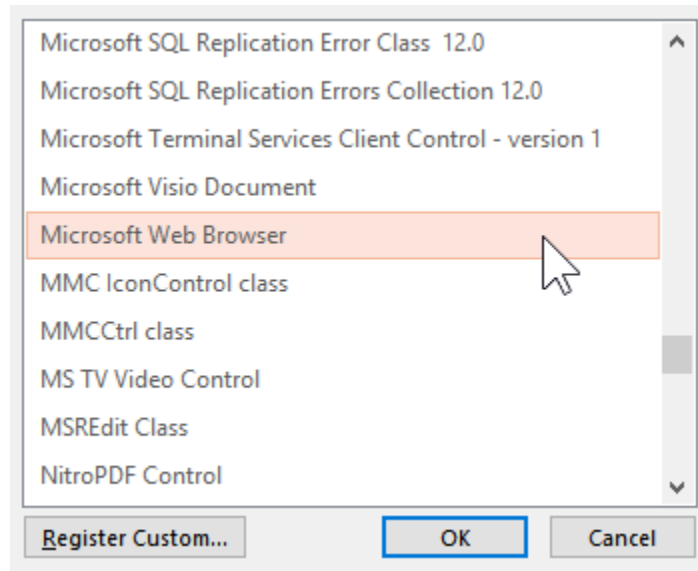 Microsoft SQL Replication Error Class  12.0
Microsoft SQL Replication Errors Collection 12.0
Microsoft Terminal Services Client Control - version 1
Microsoft Visio Document
Microsoft Web Browser
MMC IconControl class
MMCCtrl class
MS TV Video Control
MSREdit Class
NitroPDF Control
Register Custom... OK Cancel